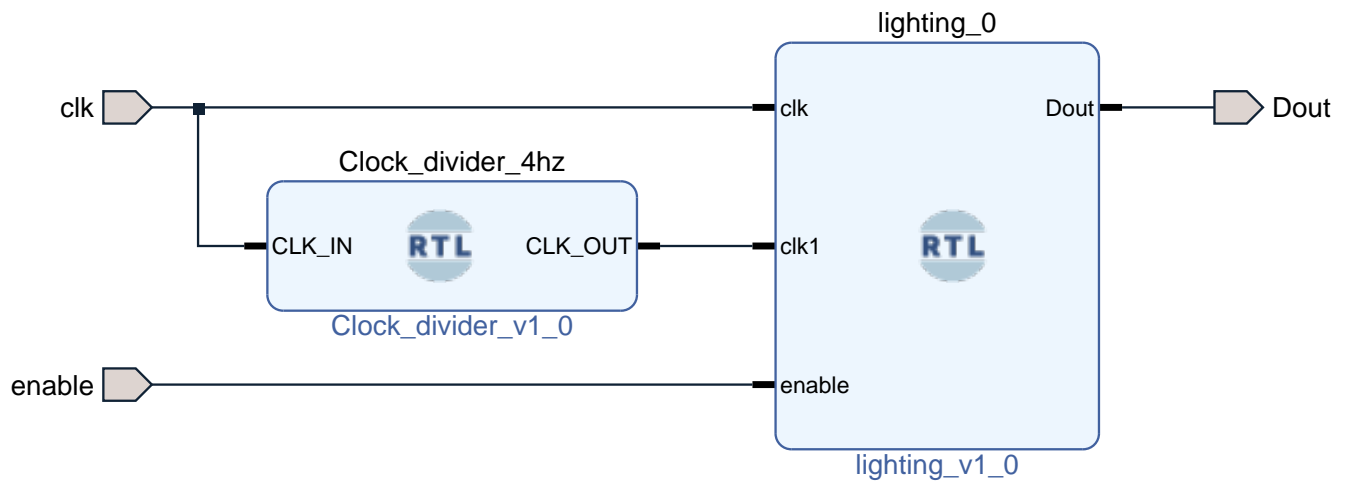 lighting_0
clk
clk
Dout
Dout
Clock_divider_4hz
CLK_IN
RTL
CLK_OUT
clk1
RTL
Clock_divider_v1_0
enable
enable
lighting_v1_0